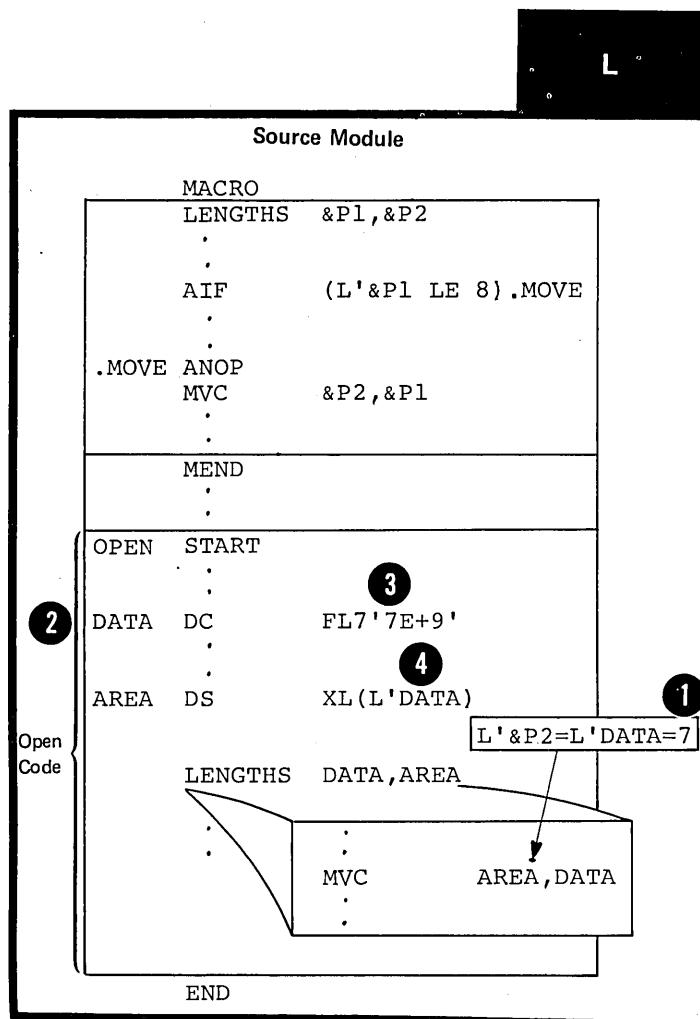 L
Source Module
MACRO
LENGTHS &P1,&P2
.
.
AIF (L'&P1 LE 8).MOVE
.
.
.MOVE ANOP
MVC &P2,&P1
.
.
MEND
.
.
OPEN START
.
.
3
2 DATA DC FL7'7E+9'
.
.
4
AREA DS XL(L'DATA)
1
L'&P2=L'DATA=7
Open
Code
LENGTHS DATA,AREA
.
.
.
.
MVC AREA,DATA
.
.
END